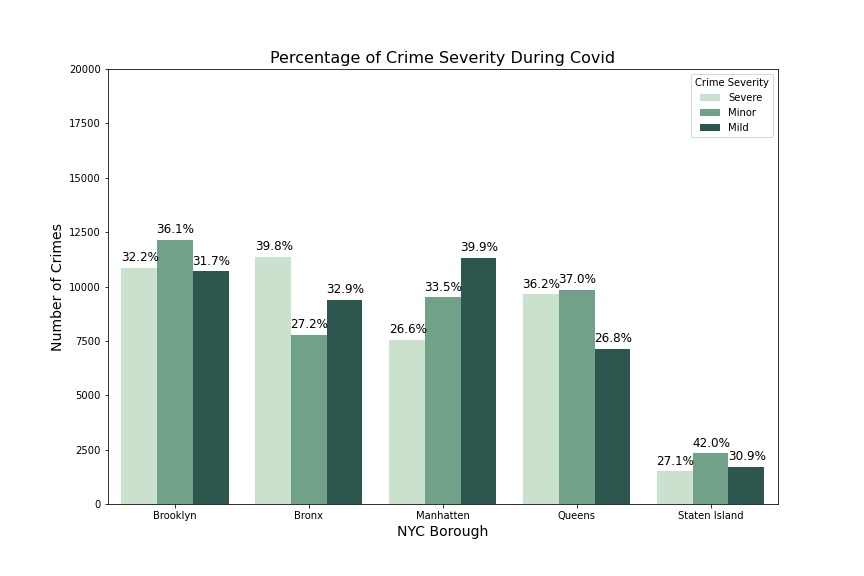 Percentage of Crime Severity During Covid
20000
17500
15000
12500
10000
7500
5000
2500
0
Number of Crimes
Crime Severity
Severe
Minor
Mild
32.2%
36.1%
31.7%
39.8%
27.2%
32.9%
26.6%
33.5%
39.9%
36.2%
37.0%
26.8%
27.1%
42.0%
30.9%
Brooklyn
Bronx
Manhatten
Queens
Staten Island
NYC Borough